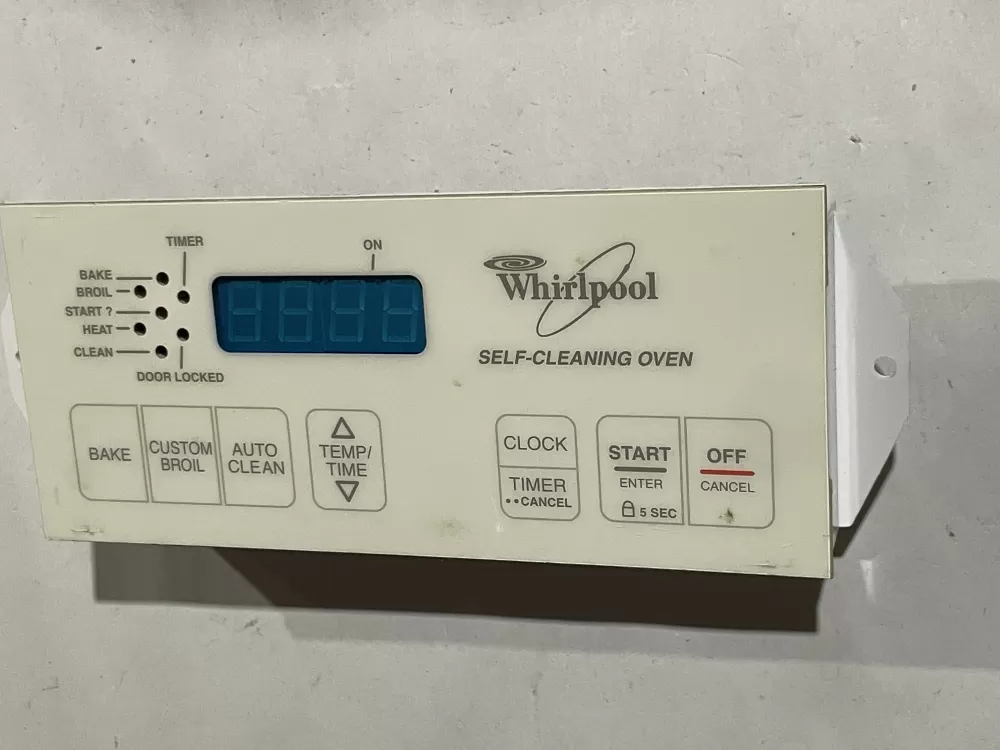 TIMER
ON
BAKE
BROIL
START ?
HEAT
CLEAN
DOOR LOCKED
Whirlpool
SELF-CLEANING OVEN
BAKE
CUSTOM
BROIL
AUTO
CLEAN
TEMP/
TIME
CLOCK
TIMER
••CANCEL
START
ENTER
5 SEC
OFF
CANCEL